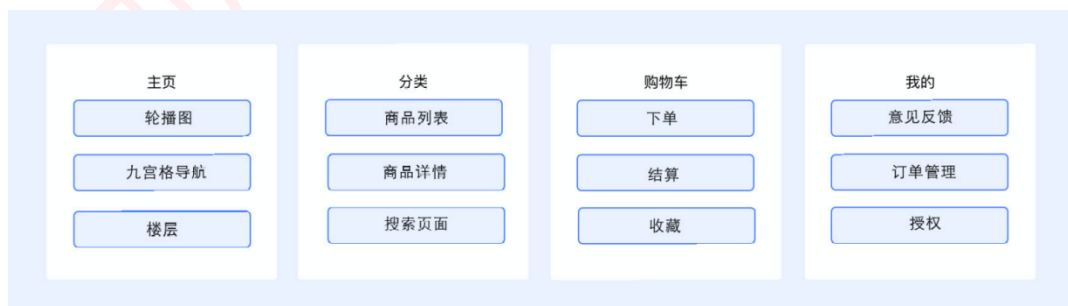 主页
轮播图
九宫格导航
楼层
分类
商品列表
商品详情
搜索页面
购物车
下单
结算
收藏
我的
意见反馈
订单管理
授权